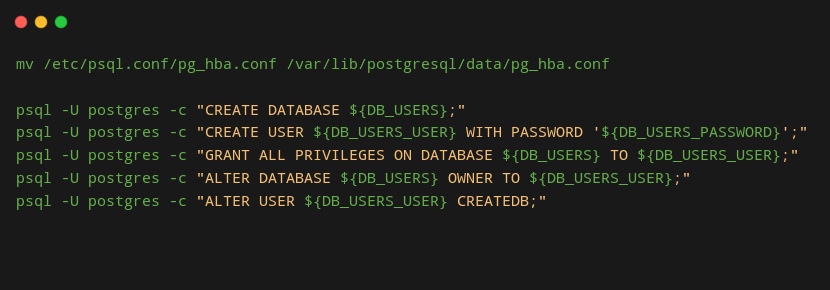 mv /etc/psql.conf/pg_hba.conf /var/lib/postgresql/data/pg_hba.conf
psql -U postgres -c "CREATE DATABASE ${DB_USERS};"
psql -U postgres -c "CREATE USER ${DB_USERS_USER} WITH PASSWORD '${DB_USERS_PASSWORD}';"
psql -U postgres -c "GRANT ALL PRIVILEGES ON DATABASE ${DB_USERS} TO ${DB_USERS_USER};"
psql -U postgres -c "ALTER DATABASE ${DB_USERS} OWNER TO ${DB_USERS_USER};"
psql -U postgres -c "ALTER USER ${DB_USERS_USER} CREATEDB;"